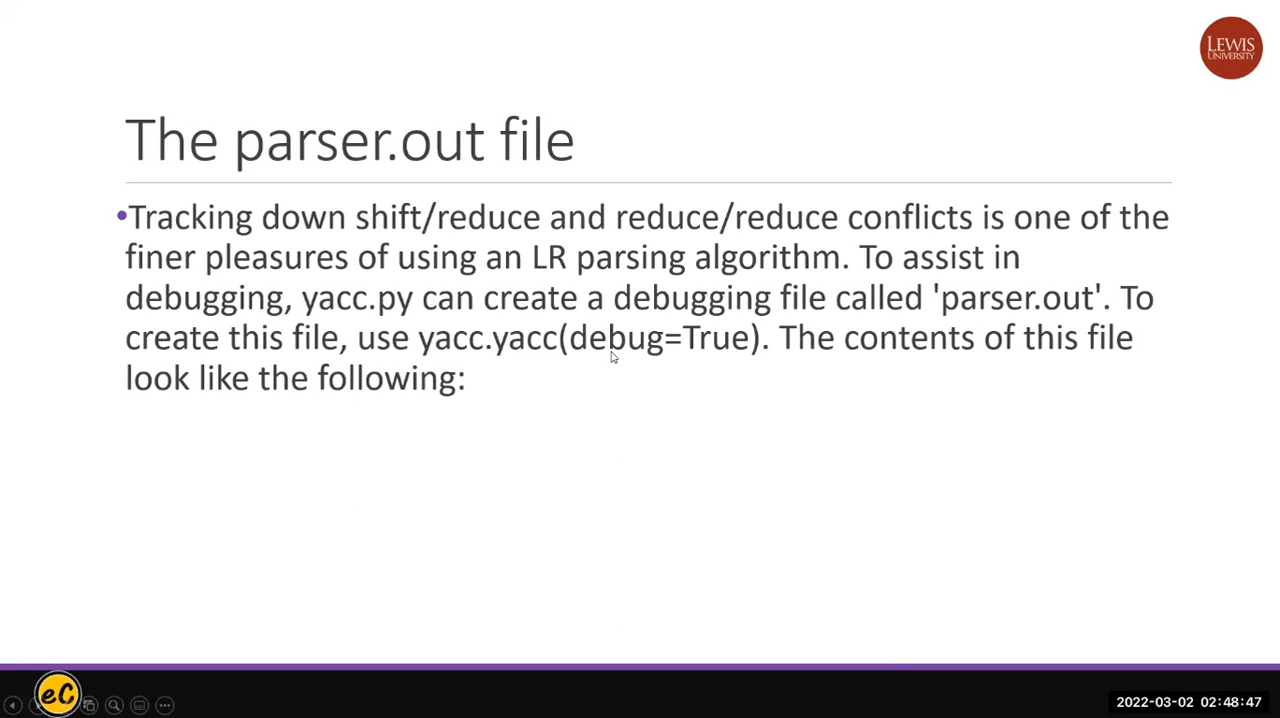 LEWIS
UNIVERSITY
The parser.out file
•Tracking down shift/reduce and reduce/reduce conflicts is one of the
finer pleasures of using an LR parsing algorithm. To assist in
debugging, yacc.py can create a debugging file called 'parser.out'. To
create this file, use yacc.yacc(debug=True). The contents of this file
look like the following:
eC
2022-03-02 02:48:47